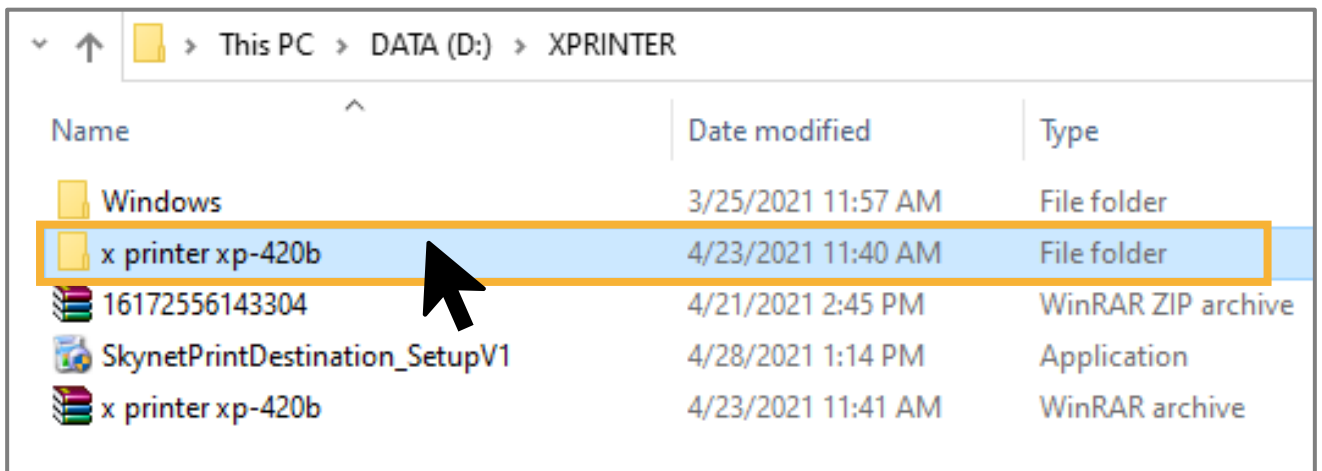 This PC > DATA (D:) > XPRINTER
Name Date modified Type
Windows 3/25/2021 11:57 AM File folder
x printer xp-420b 4/23/2021 11:40 AM File folder
16172556143304 4/21/2021 2:45 PM WinRAR ZIP archive
SkynetPrintDestination_SetupV1 4/28/2021 1:14 PM Application
x printer xp-420b 4/23/2021 11:41 AM WinRAR archive